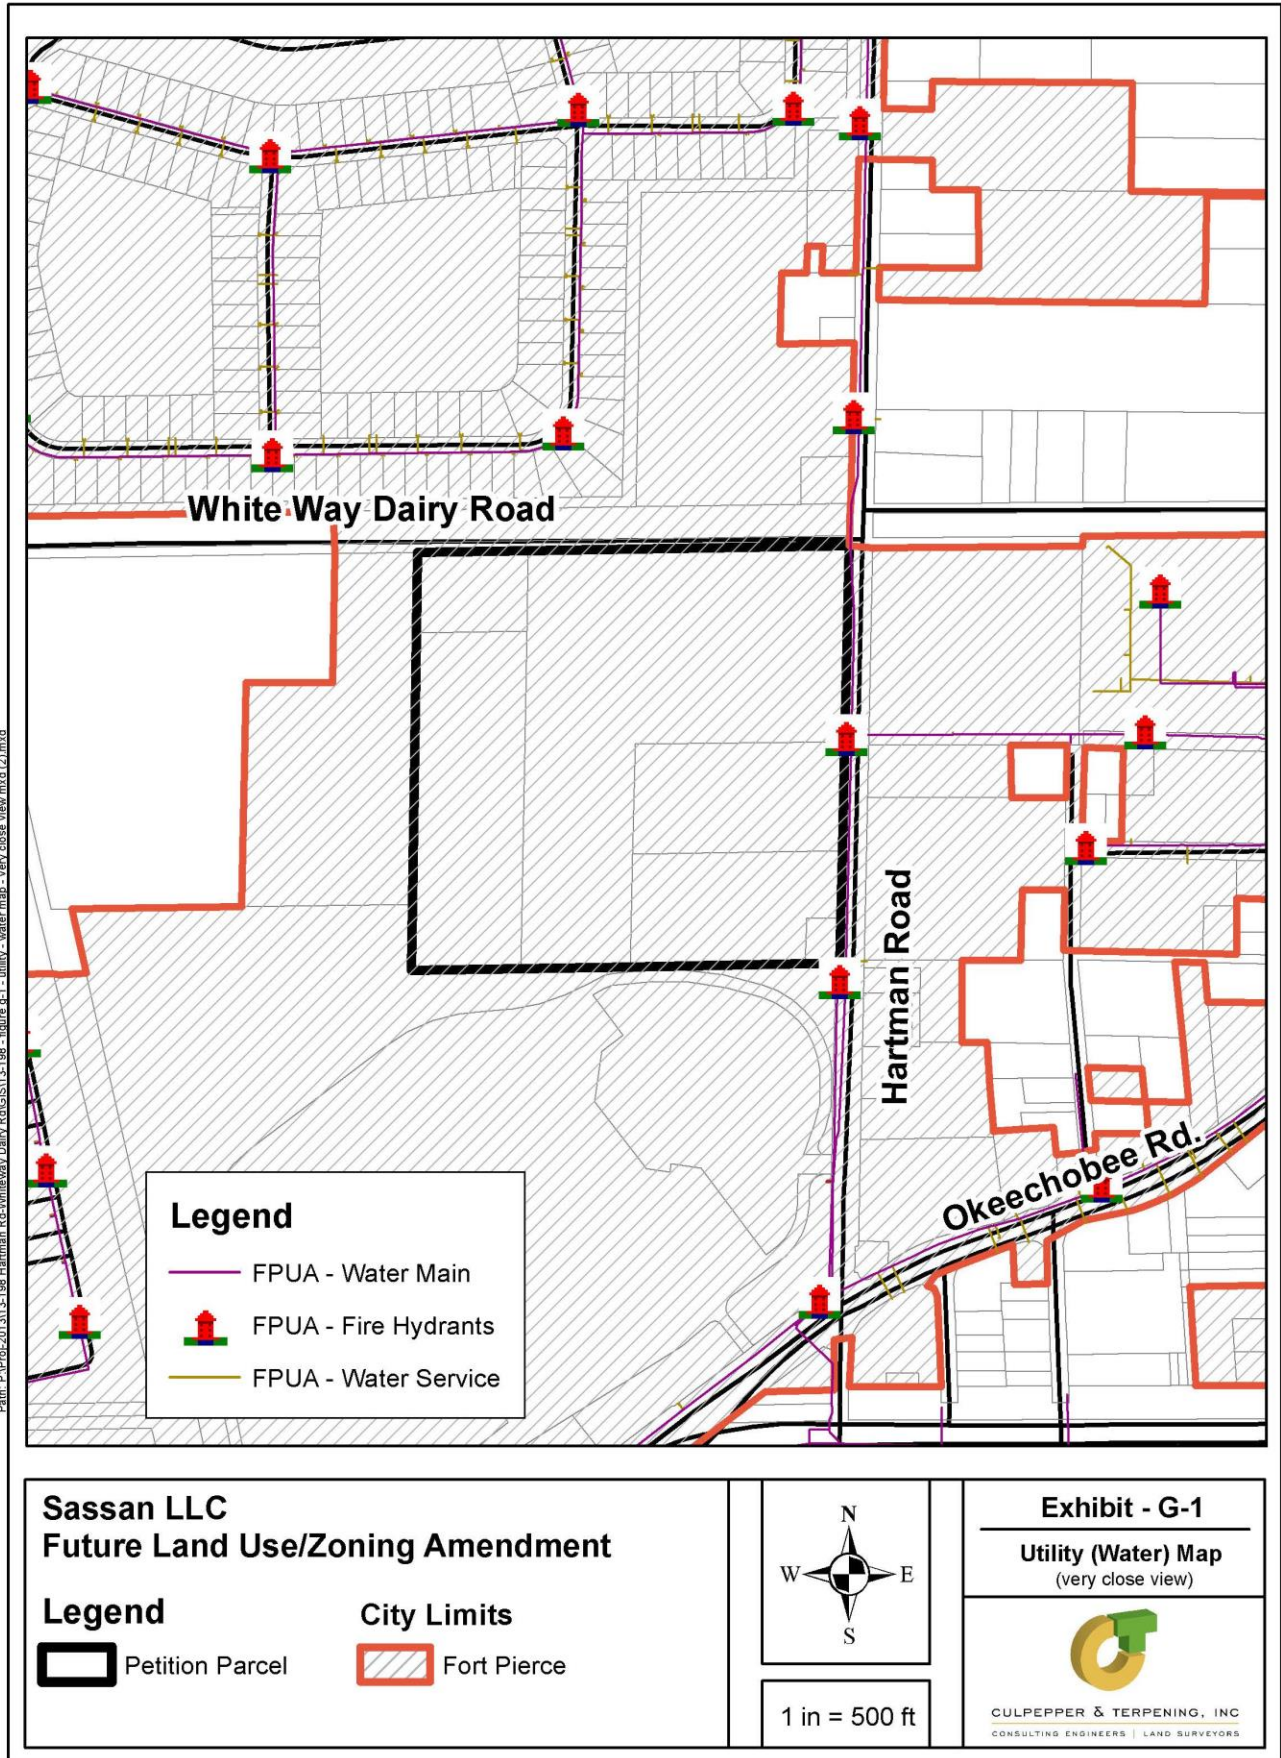 White Way Dairy Road
Hartman Road
Okeechobee Rd.
Legend
FPUA - Water Main
FPUA - Fire Hydrants
FPUA - Water Service
Sassan LLC
Future Land Use/Zoning Amendment
Legend
City Limits
Petition Parcel
Fort Pierce
N
W
E
S
1 in = 500 ft
Exhibit - G-1
Utility (Water) Map
(very close view)
CULPEPPER & TERPENING, INC
CONSULTING ENGINEERS | LAND SURVEYORS